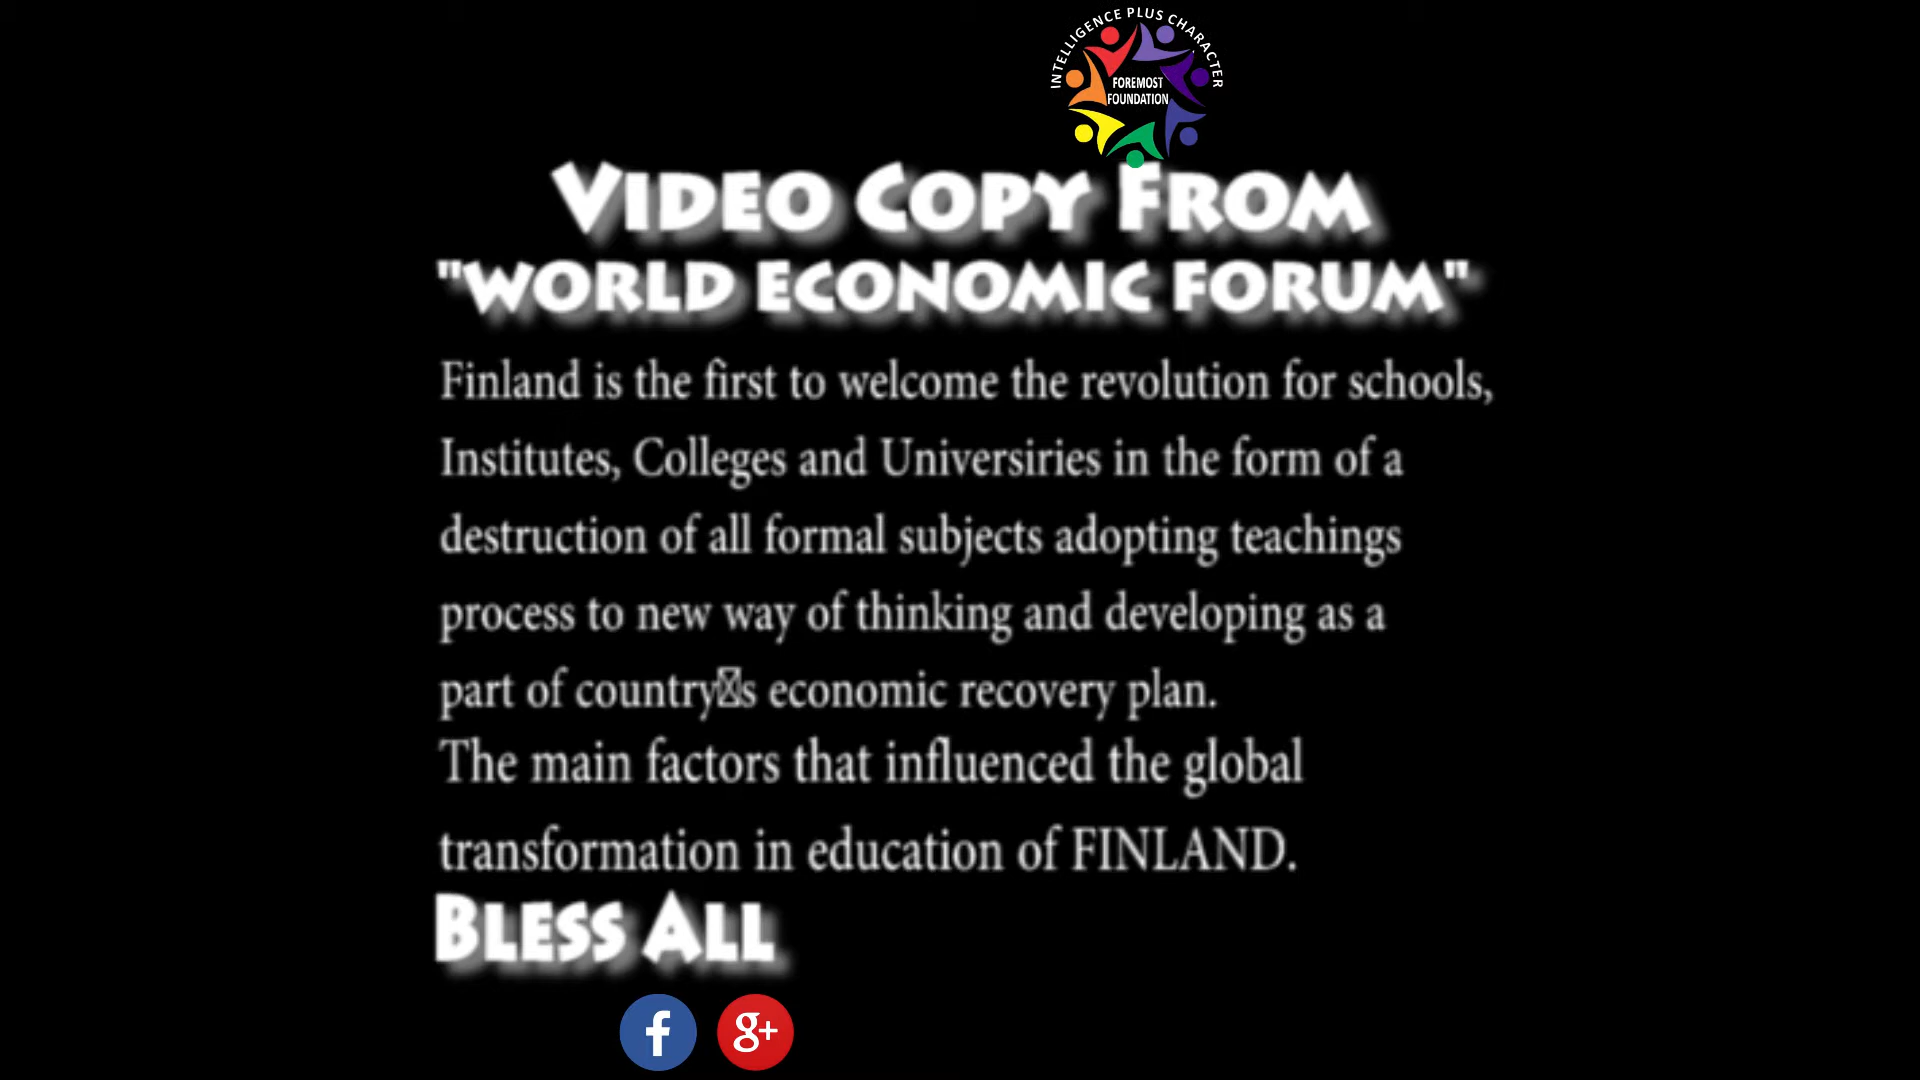 INTELLIGENCE PLUS CHARACTER
FOREMOST
FOUNDATION
VIDEO COPY FROM
"WORLD ECONOMIC FORUM"
Finland is the first to welcome the revolution for schools,
Institutes, Colleges and Universiries in the form of a
destruction of all formal subjects adopting teachings
process to new way of thinking and developing as a
part of country☒s economic recovery plan.
The main factors that influenced the global
transformation in education of FINLAND.
BLESS ALL
f g+